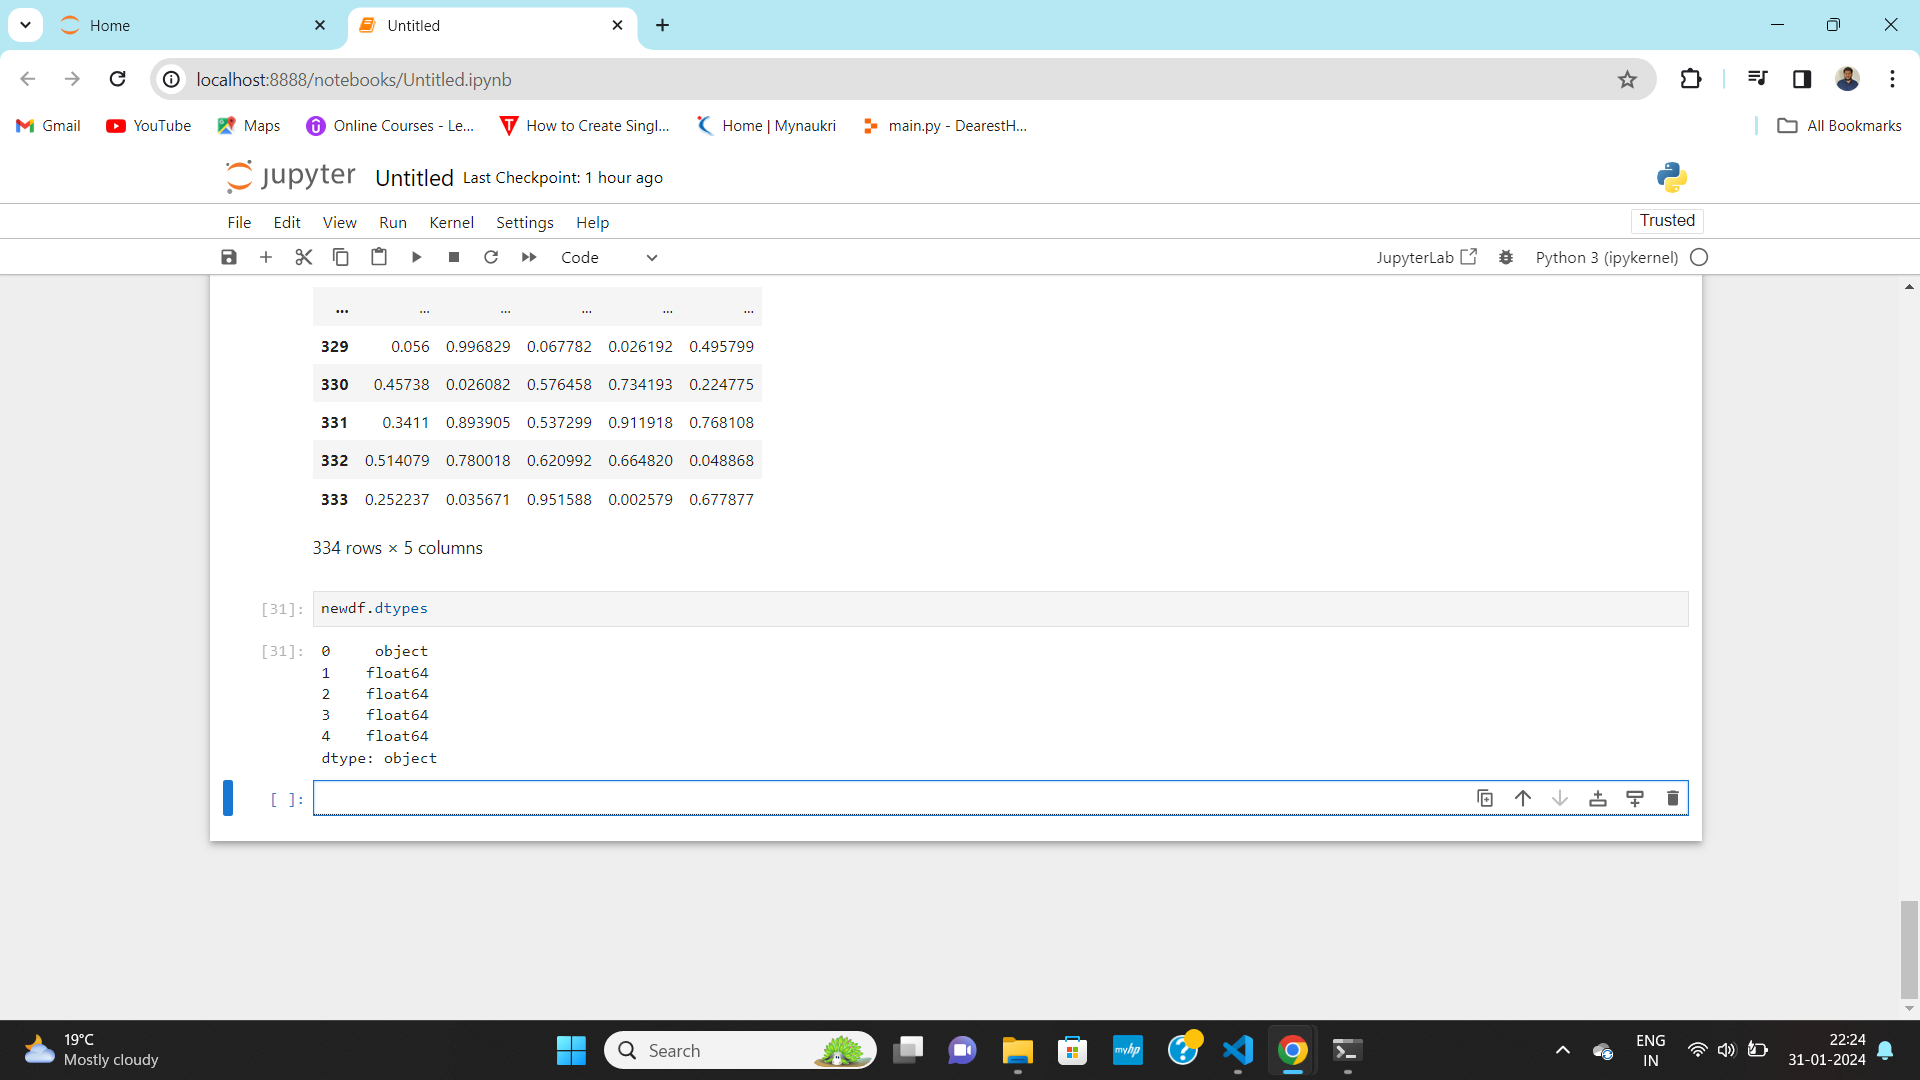 Home
Untitled
localhost:8888/notebooks/Untitled.ipynb
Gmail YouTube Maps Online Courses - Le... How to Create Singl... Home | Mynaukri main.py - DearestH... All Bookmarks
jupyter Untitled Last Checkpoint: 1 hour ago
File Edit View Run Kernel Settings Help Trusted
Code JupyterLab Python 3 (ipykernel)
... ... ... ... ... ...
329 0.056 0.996829 0.067782 0.026192 0.495799
330 0.45738 0.026082 0.576458 0.734193 0.224775
331 0.3411 0.893905 0.537299 0.911918 0.768108
332 0.514079 0.780018 0.620992 0.664820 0.048868
333 0.252237 0.035671 0.951588 0.002579 0.677877
334 rows × 5 columns
[31]: newdf.dtypes
[31]: 0 object
1 float64
2 float64
3 float64
4 float64
dtype: object
[ ]:
19°C
Mostly cloudy
Search
myhp
ENG
IN
22:24
31-01-2024